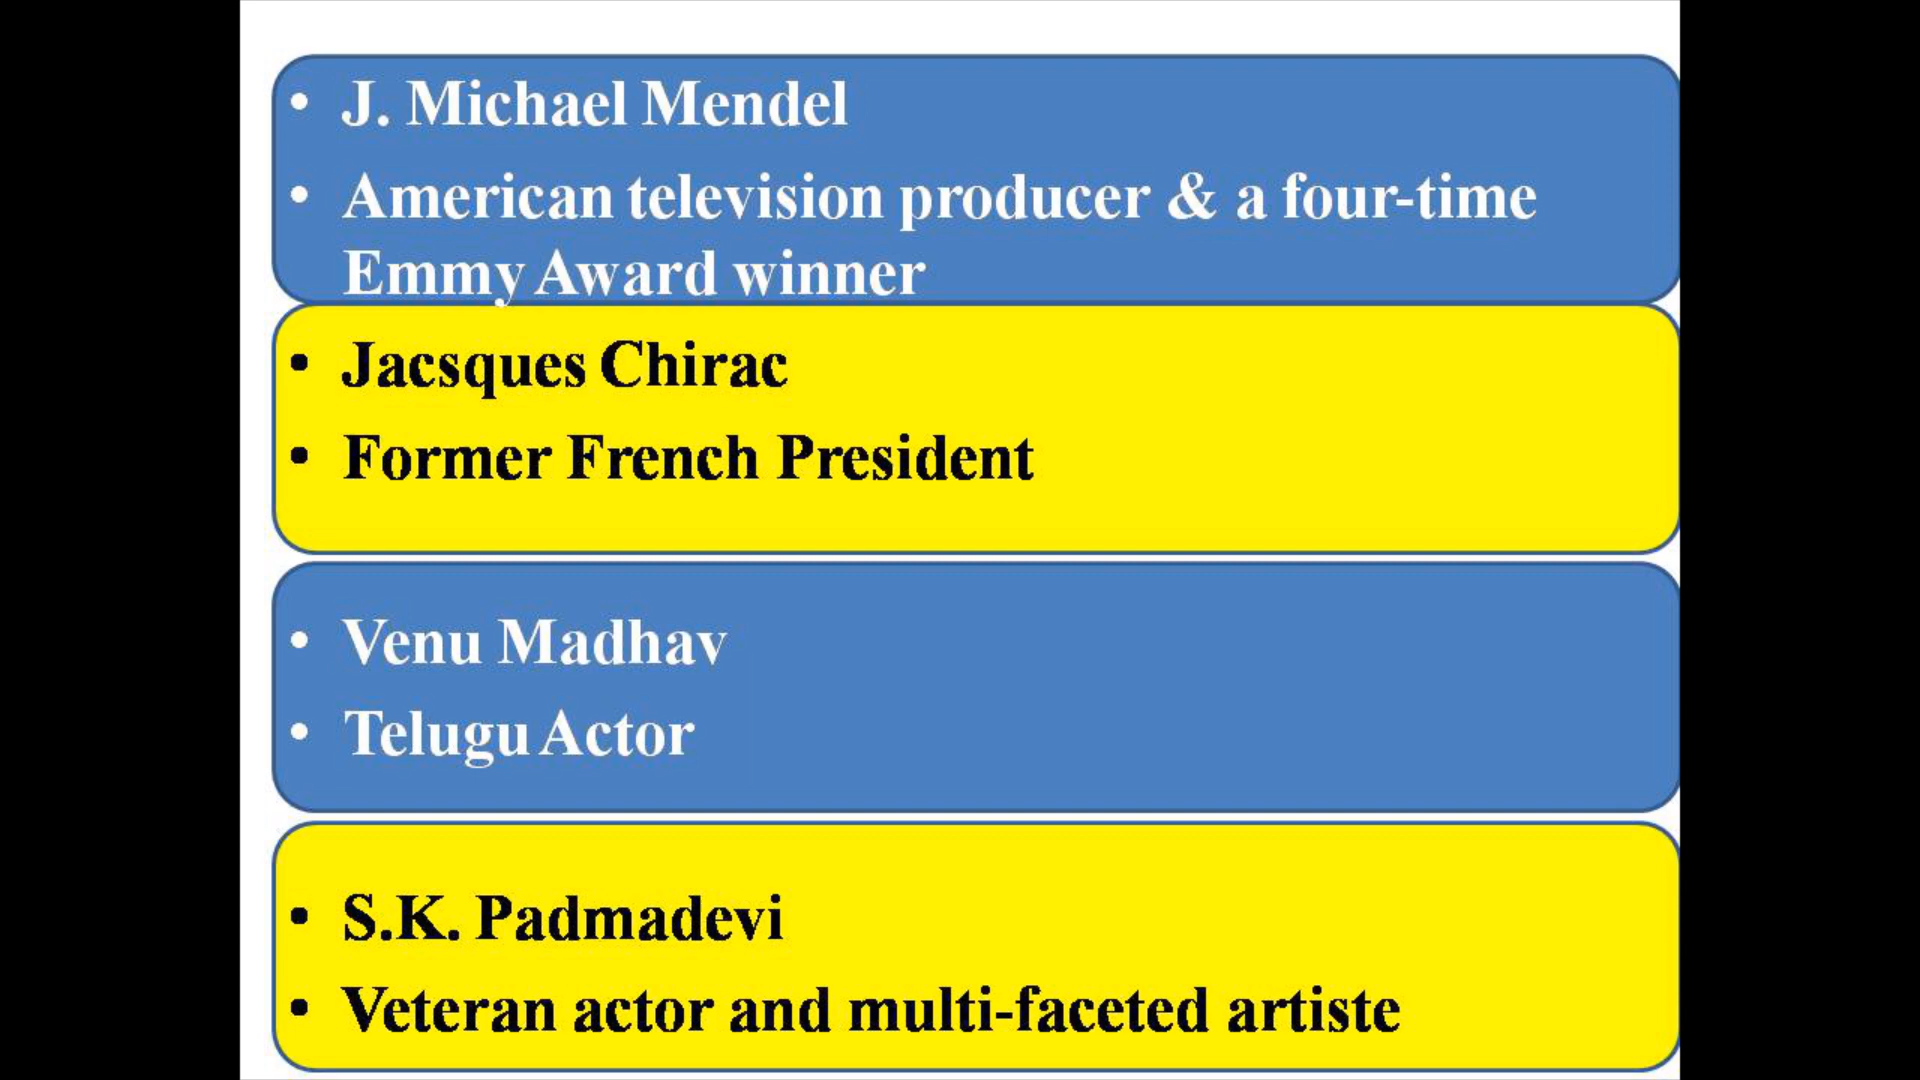 • J. Michael Mendel
• American television producer & a four-time
Emmy Award winner
• Jacsques Chirac
• Former French President
• Venu Madhav
• Telugu Actor
• S.K. Padmadevi
• Veteran actor and multi-faceted artiste